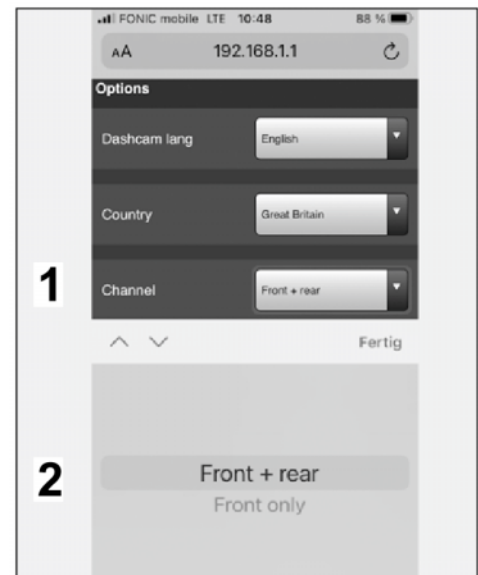 FONIC mobile LTE 10:48 88 %
AA 192.168.1.1
Options
Dashcam lang English
Country Great Britain
1 Channel Front + rear
Fertig
2 Front + rear
Front only